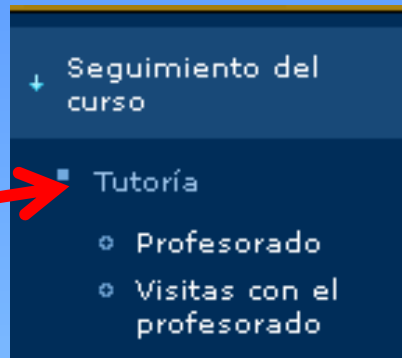 Seguimiento del
curso
Tutoría
Profesorado
Visitas con el
profesorado